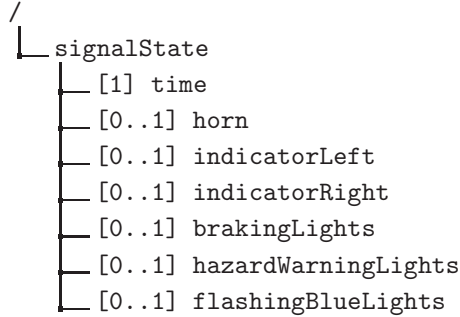 /
signalState
[1] time
[0..1] horn
[0..1] indicatorLeft
[0..1] indicatorRight
[0..1] brakingLights
[0..1] hazardWarningLights
[0..1] flashingBlueLights